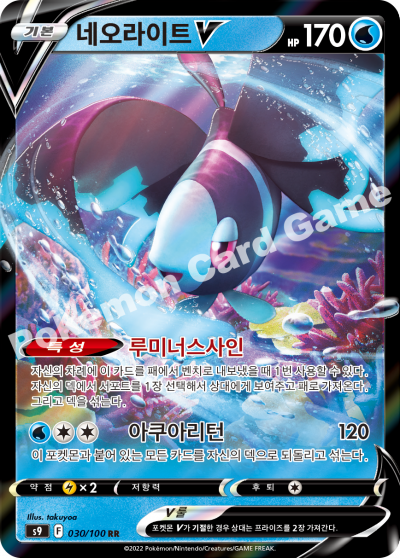 기본 네오라이트 V HP 170
Pokémon Card Game
특성 루미너스사인
자신의 차례에 이 카드를 패에서 벤치로 내보냈을 때 1번 사용할 수 있다.
자신의 덱에서 서포트를 1장 선택해서 상대에게 보여주고 패로 가져온다.
그리고 덱을 섞는다.
아쿠아리턴 120
이 포켓몬과 붙어 있는 모든 카드를 자신의 덱으로 되돌리고 섞는다.
약점 ×2 저항력 후퇴
Illus. takuyoa
V룰
S9 F 030/100 RR
포켓몬 V가 기절한 경우 상대는 프라이즈를 2장 가져간다.
©2022 Pokémon/Nintendo/Creatures/GAME FREAK.